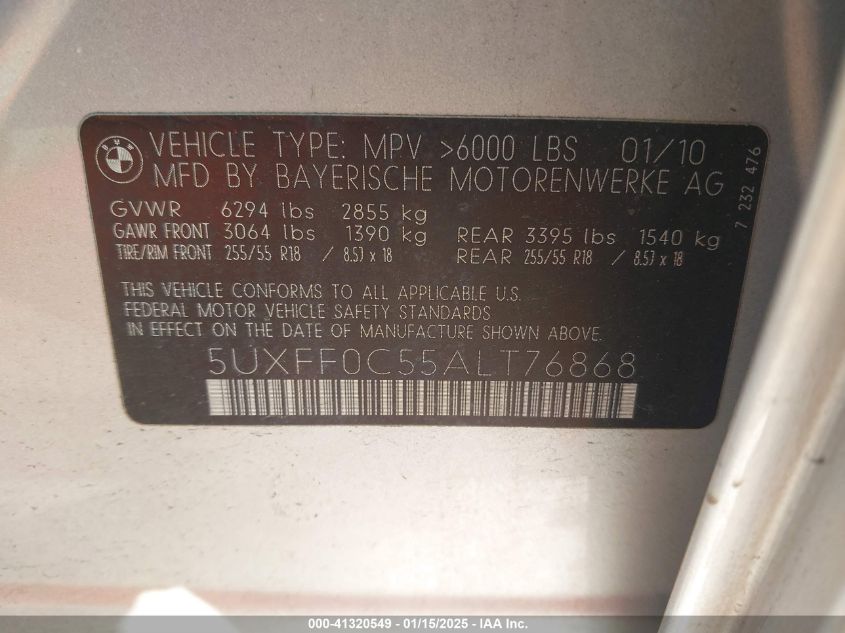 BMW
VEHICLE TYPE: MPV >6000 LBS 01/10
MFD BY BAYERISCHE MOTORENWERKE AG
GVWR 6294 lbs 2855 kg
GAWR FRONT 3064 lbs 1390 kg REAR 3395 lbs 1540 kg
TIRE/RIM FRONT 255/55 R18 / 8.5J x 18 REAR 255/55 R18 / 8.5J x 18
THIS VEHICLE CONFORMS TO ALL APPLICABLE U.S.
FEDERAL MOTOR VEHICLE SAFETY STANDARDS
IN EFFECT ON THE DATE OF MANUFACTURE SHOWN ABOVE.
5UXFF0C55ALT76868
7 232 476
000-41320549 - 01/15/2025 - IAA Inc.